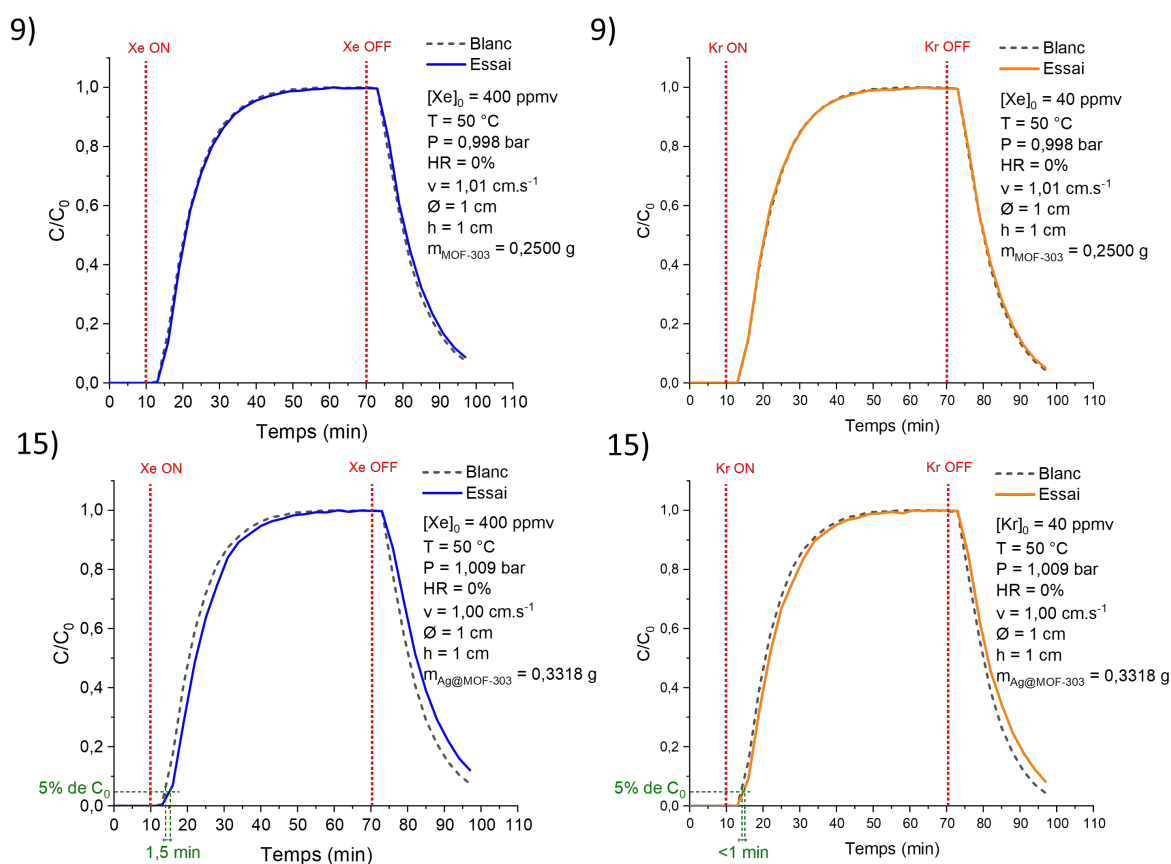 9)
Xe ON
Xe OFF
Blanc
Essai
[Xe]₀ = 400 ppmv
T = 50 °C
P = 0,998 bar
HR = 0%
v = 1,01 cm.s⁻¹
Ø = 1 cm
h = 1 cm
m_MOF-303 = 0,2500 g
C/C₀
1,0
0,8
0,6
0,4
0,2
0,0
0 10 20 30 40 50 60 70 80 90 100 110
Temps (min)
9)
Kr ON
Kr OFF
Blanc
Essai
[Xe]₀ = 40 ppmv
T = 50 °C
P = 0,998 bar
HR = 0%
v = 1,01 cm.s⁻¹
Ø = 1 cm
h = 1 cm
m_MOF-303 = 0,2500 g
C/C₀
1,0
0,8
0,6
0,4
0,2
0,0
0 10 20 30 40 50 60 70 80 90 100 110
Temps (min)
15)
Xe ON
Xe OFF
Blanc
Essai
[Xe]₀ = 400 ppmv
T = 50 °C
P = 1,009 bar
HR = 0%
v = 1,00 cm.s⁻¹
Ø = 1 cm
h = 1 cm
m_Ag@MOF-303 = 0,3318 g
C/C₀
1,0
0,8
0,6
0,4
0,2
0,0
5% de C₀
0 10 20 30 40 50 60 70 80 90 100 110
1,5 min
Temps (min)
15)
Kr ON
Kr OFF
Blanc
Essai
[Kr]₀ = 40 ppmv
T = 50 °C
P = 1,009 bar
HR = 0%
v = 1,00 cm.s⁻¹
Ø = 1 cm
h = 1 cm
m_Ag@MOF-303 = 0,3318 g
C/C₀
1,0
0,8
0,6
0,4
0,2
0,0
5% de C₀
0 10 20 30 40 50 60 70 80 90 100 110
<1 min
Temps (min)